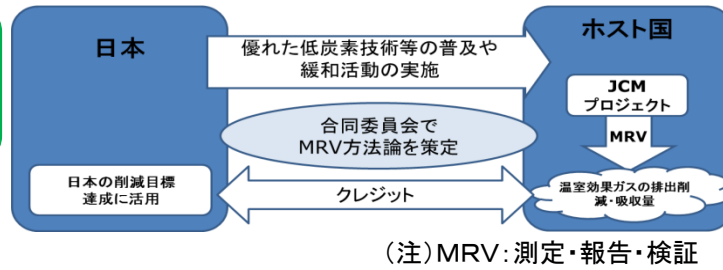 日本
優れた低炭素技術等の普及や
緩和活動の実施
ホスト国
JCM
プロジェクト
MRV
合同委員会で
MRV方法論を策定
日本の削減目標
達成に活用
クレジット
温室効果ガスの排出削
減・吸収量
（注）ＭＲＶ：測定・報告・検証